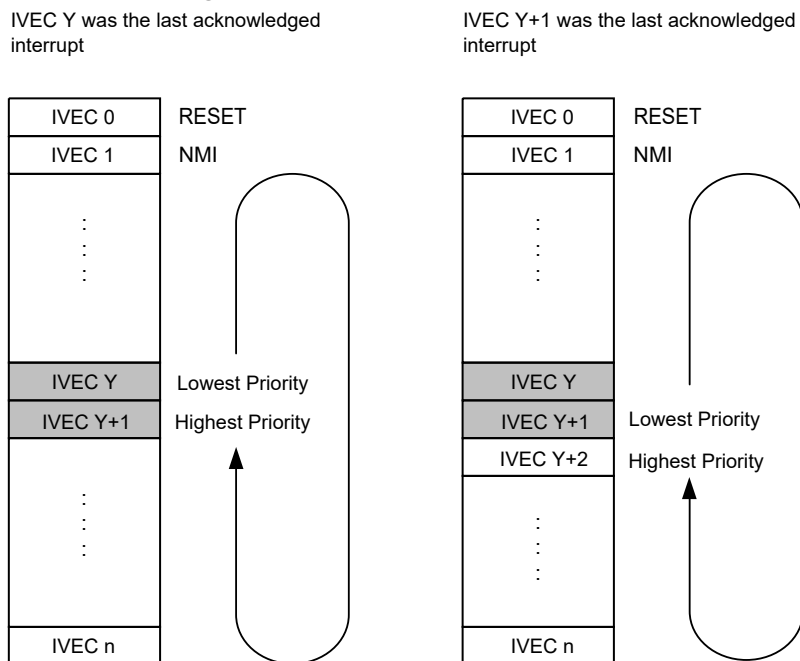 IVEC Y was the last acknowledged
interrupt
IVEC 0 RESET
IVEC 1 NMI
IVEC Y Lowest Priority
IVEC Y+1 Highest Priority
IVEC n
IVEC Y+1 was the last acknowledged
interrupt
IVEC 0 RESET
IVEC 1 NMI
IVEC Y
IVEC Y+1 Lowest Priority
IVEC Y+2 Highest Priority
IVEC n